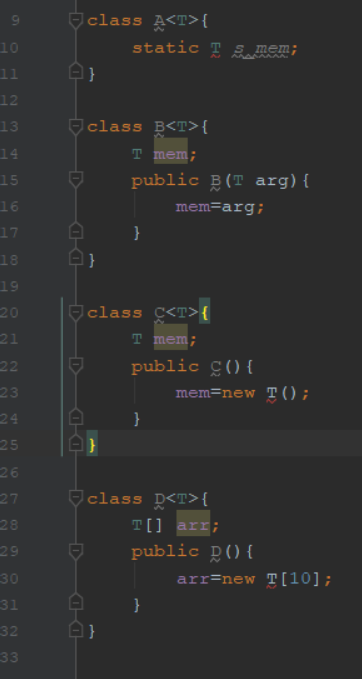 9 class A<T>{
10 static T s_mem;
11 }
12
13 class B<T>{
14 T mem;
15 public B(T arg){
16 mem=arg;
17 }
18 }
19
20 class C<T>{
21 T mem;
22 public C(){
23 mem=new T();
24 }
25 }
26
27 class D<T>{
28 T[] arr;
29 public D(){
30 arr=new T[10];
31 }
32 }
33